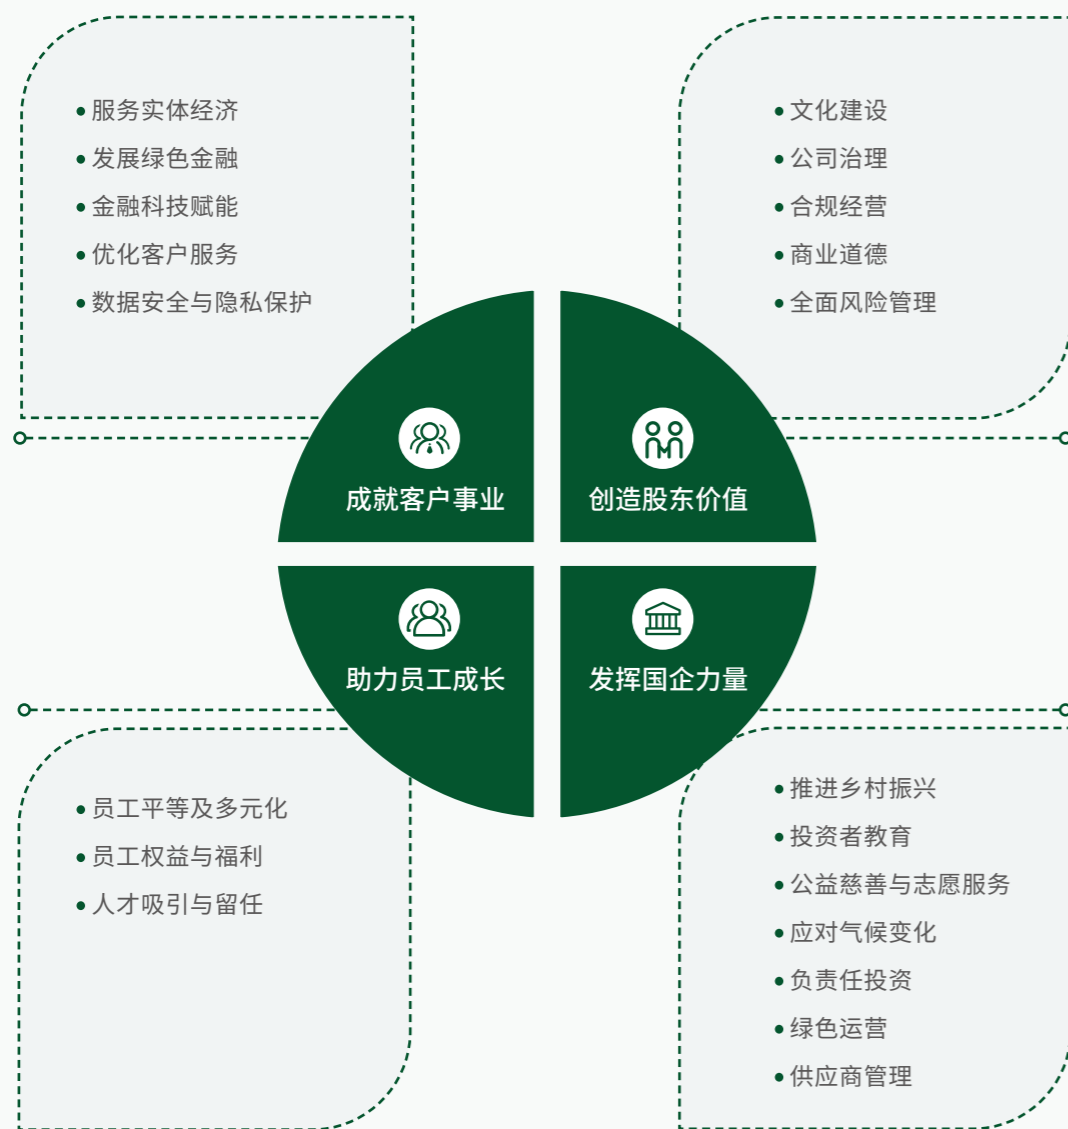 服务实体经济
发展绿色金融
金融科技赋能
优化客户服务
数据安全与隐私保护
文化建设
公司治理
合规经营
商业道德
全面风险管理
成就客户事业
创造股东价值
助力员工成长
发挥国企力量
员工平等及多元化
员工权益与福利
人才吸引与留任
推进乡村振兴
投资者教育
公益慈善与志愿服务
应对气候变化
负责任投资
绿色运营
供应商管理